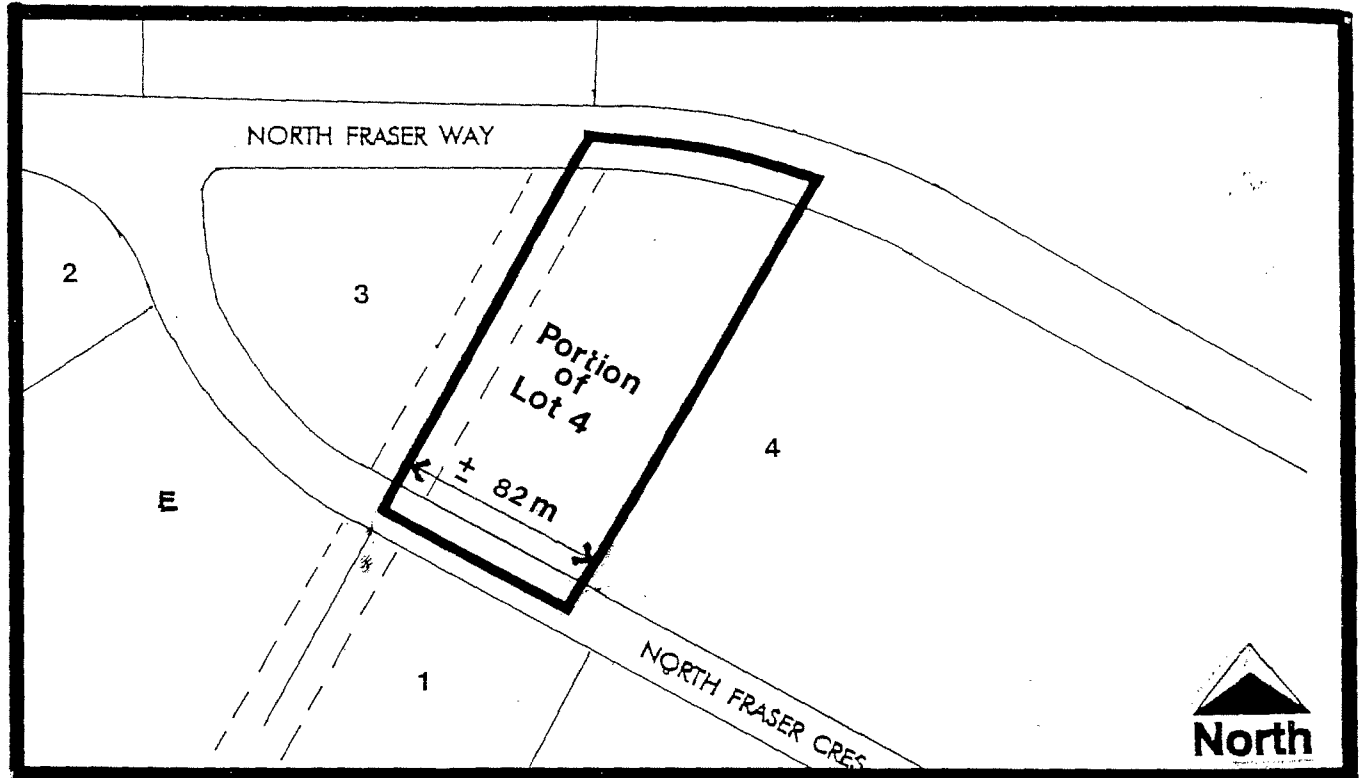 NORTH FRASER WAY
2
3
Portion
of
Lot 4
4
± 82m
E
1
NORTH FRASER CRES
North